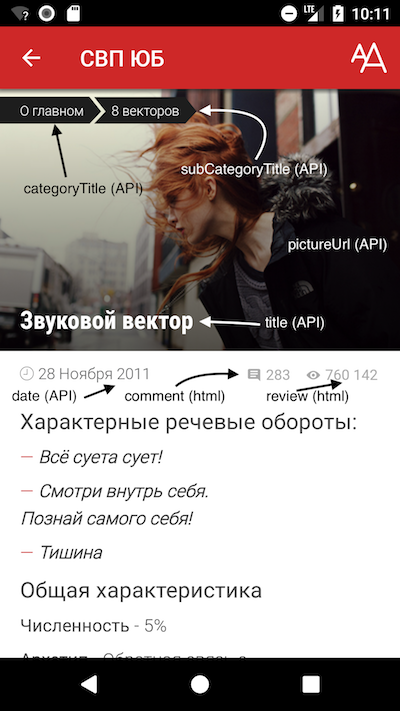 LTE 10:11
СВП ЮБ
О главном 8 векторов
categoryTitle (API)
subCategoryTitle (API)
pictureUrl (API)
Звуковой вектор
title (API)
28 Ноября 2011 283 760 142
date (API) comment (html) review (html)
Характерные речевые обороты:
— Всё суета сует!
— Смотри внутрь себя.
Познай самого себя!
— Тишина
Общая характеристика
Численность - 5%